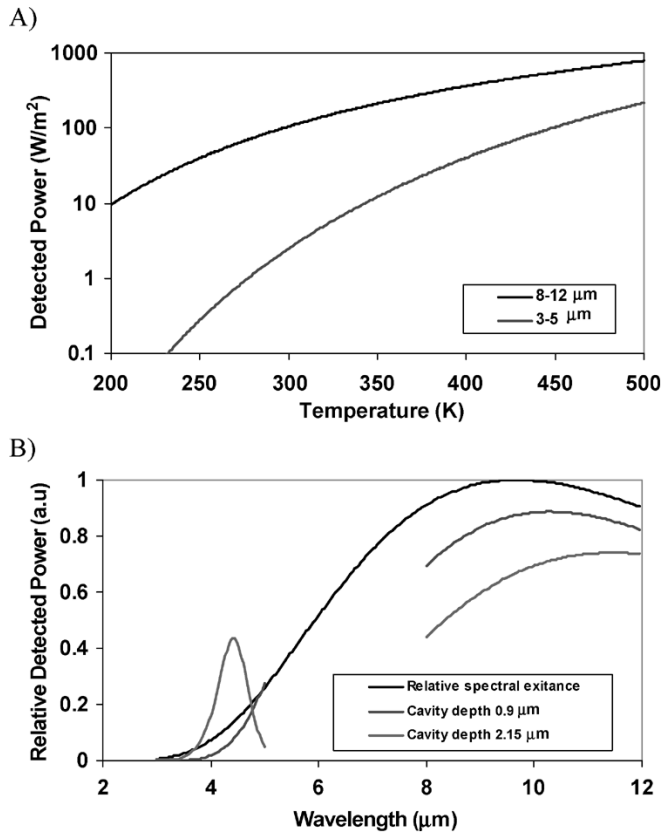 A)
1000
100
10
1
0.1
Detected Power (W/m²)
200 250 300 350 400 450 500
Temperature (K)
8-12 μm
3-5 μm
B)
1
0.8
0.6
0.4
0.2
0
Relative Detected Power (a.u)
2 4 6 8 10 12
Wavelength (μm)
Relative spectral exitance
Cavity depth 0.9 μm
Cavity depth 2.15 μm